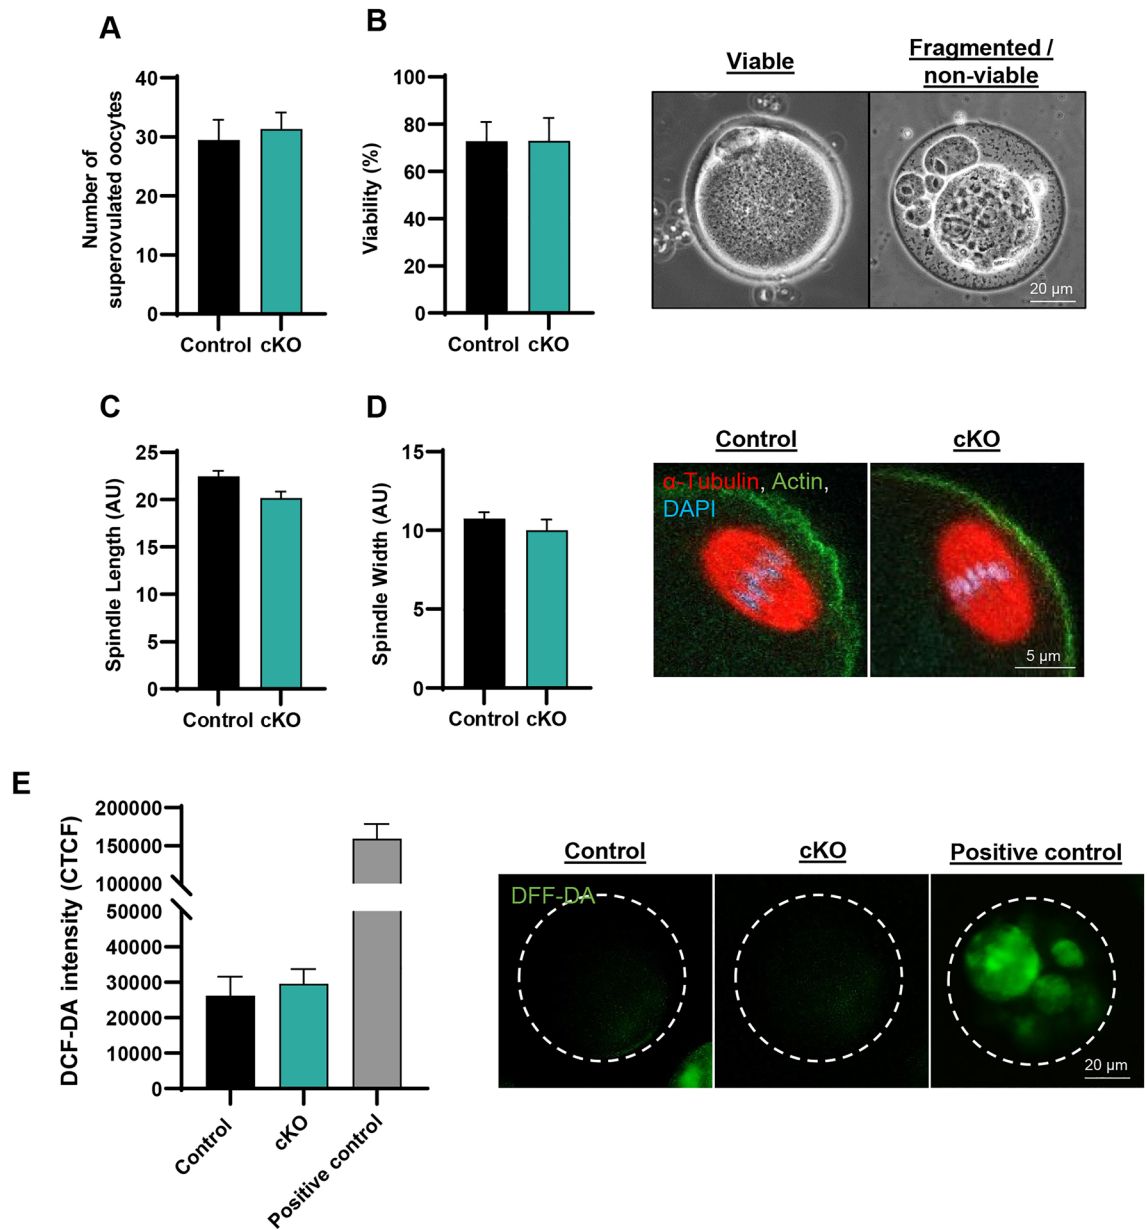 A
Number of
superovulated oocytes
40
30
20
10
0
Control cKO
B
Viability (%)
100
80
60
40
20
0
Control cKO
Viable
Fragmented /
non-viable
20 µm
C
Spindle Length (AU)
25
20
15
10
5
0
Control cKO
D
Spindle Width (AU)
15
10
5
0
Control cKO
Control
cKO
α-Tubulin, Actin,
DAPI
5 µm
E
DCF-DA intensity (CTCF)
200000
150000
100000
50000
40000
30000
20000
10000
0
Control
cKO
Positive control
Control
cKO
Positive control
DFF-DA
20 µm